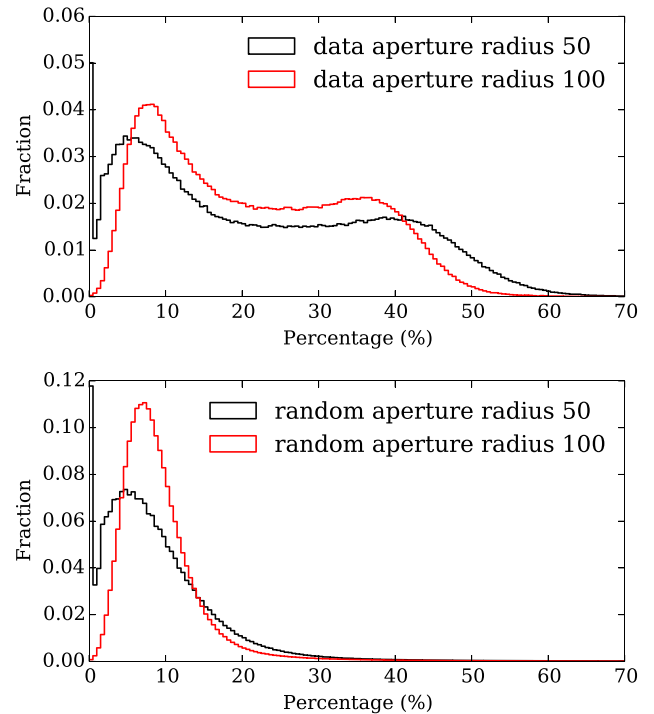 0.06
data aperture radius 50
data aperture radius 100
0.05
0.04
0.03
0.02
0.01
0.00
Fraction
0 10 20 30 40 50 60 70
Percentage (%)
0.12
random aperture radius 50
random aperture radius 100
0.10
0.08
0.06
0.04
0.02
0.00
Fraction
0 10 20 30 40 50 60 70
Percentage (%)